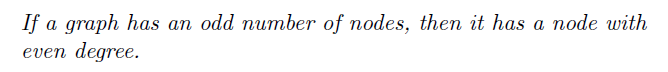 If a graph has an odd number of nodes, then it has a node with
even degree.